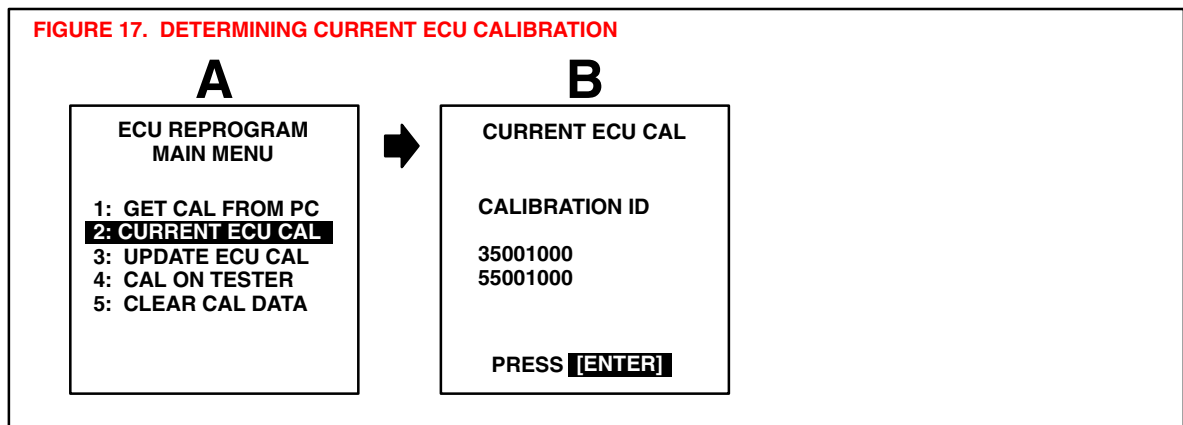 FIGURE 17. DETERMINING CURRENT ECU CALIBRATION
A
ECU REPROGRAM
MAIN MENU
1: GET CAL FROM PC
2: CURRENT ECU CAL
3: UPDATE ECU CAL
4: CAL ON TESTER
5: CLEAR CAL DATA
B
CURRENT ECU CAL
CALIBRATION ID
35001000
55001000
PRESS [ENTER]